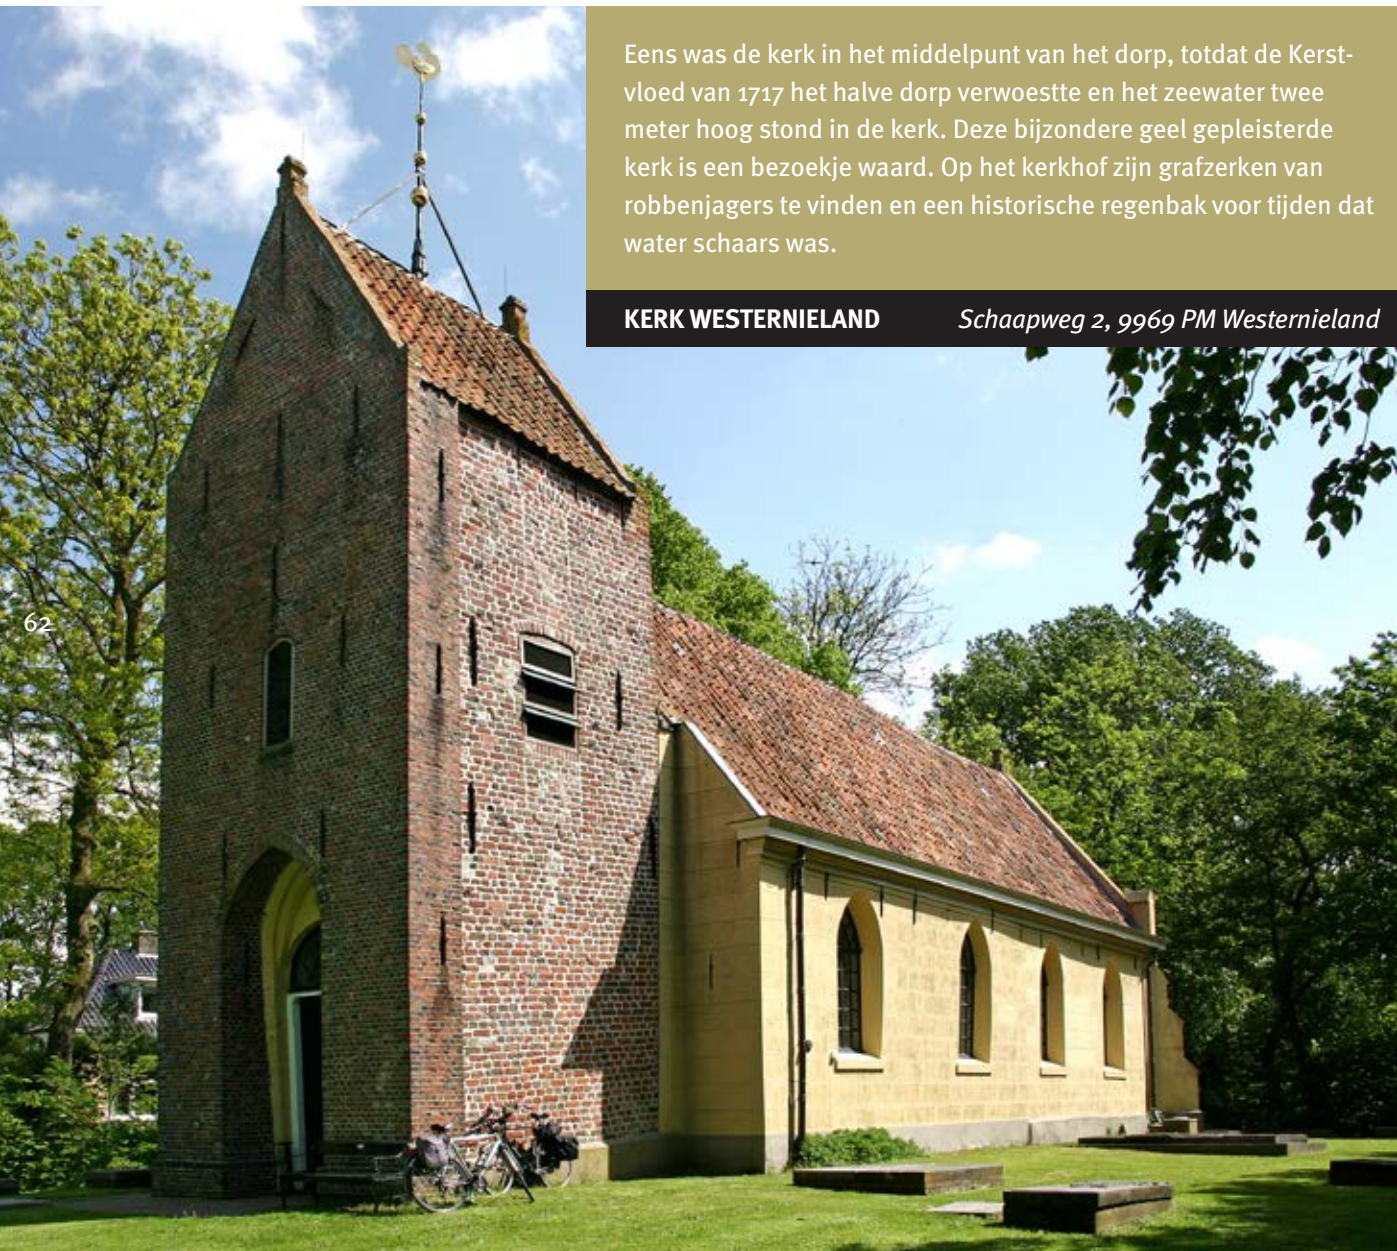 Eens was de kerk in het middelpunt van het dorp, totdat de Kerst-
vloed van 1717 het halve dorp verwoestte en het zeewater twee
meter hoog stond in de kerk. Deze bijzondere geel gepleisterde
kerk is een bezoekje waard. Op het kerkhof zijn grafzerken van
robbenjagers te vinden en een historische regenbak voor tijden dat
water schaars was.
KERK WESTERNIELAND Schaapweg 2, 9969 PM Westernieland
62